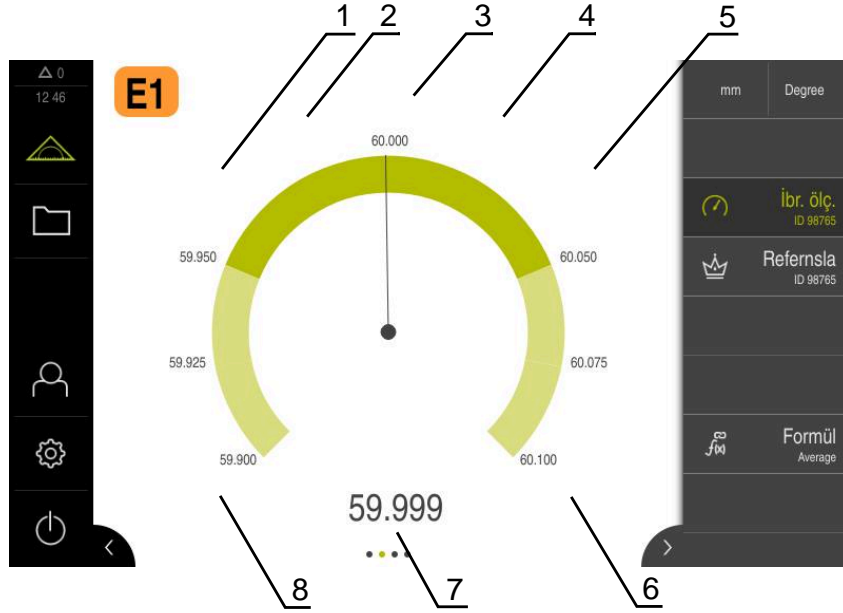 1 2 3 4 5
0
12 46
E1
mm Degree
60.000
İbr. ölç.
ID 98765
59.950 60.050
Refernsla
ID 98765
59.925 60.075
59.900 60.100
Formül
Average
f(x)
59.999
8 7 6